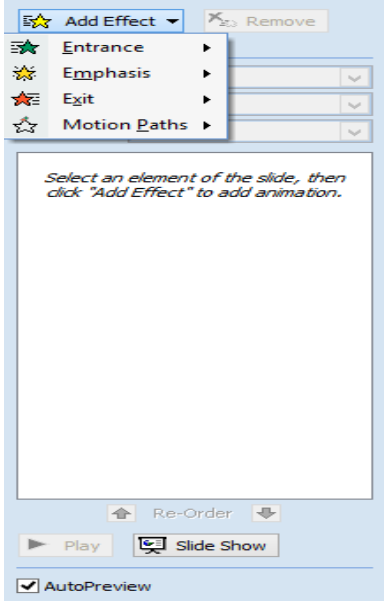 Add Effect Remove
Entrance
Emphasis
Exit
Motion Paths
Select an element of the slide, then
click "Add Effect" to add animation.
Re-Order
Play Slide Show
AutoPreview